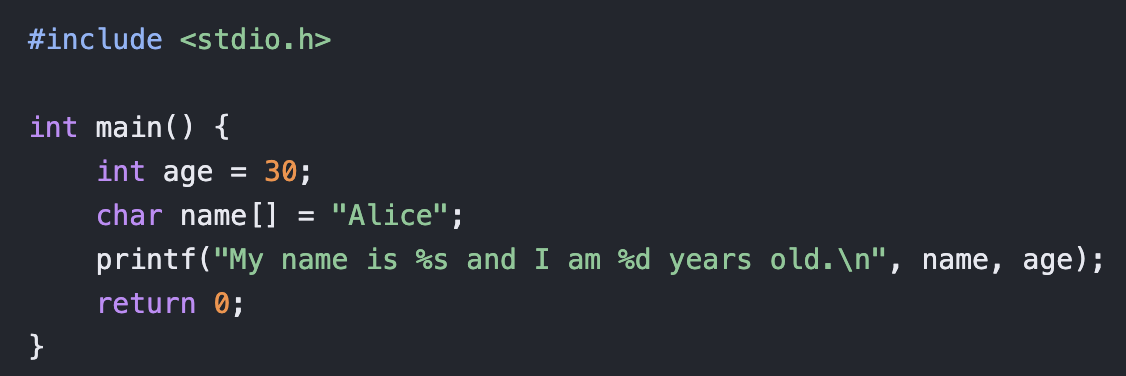 #include <stdio.h>

int main() {
    int age = 30;
    char name[] = "Alice";
    printf("My name is %s and I am %d years old.\n", name, age);
    return 0;
}